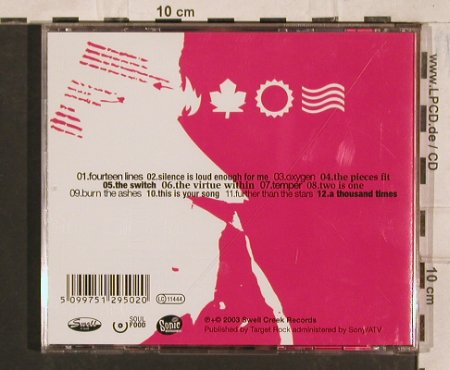 10 cm
www.LPCD.de / CD
10 cm
01.fourteen lines 02.silence is loud enough for me 03.oxygen 04.the pieces fit
05.the switch 06.the virtue within 07.temper 08.two is one
09.burn the ashes 10.this is your song 11.further than the stars 12.a thousand times
5 099751 295020
LC 11444
Swell
SOUL FOOD
Sonic
℗+© 2003 Swell Creek Records
Published by Target Rock administered by Sony/ATV